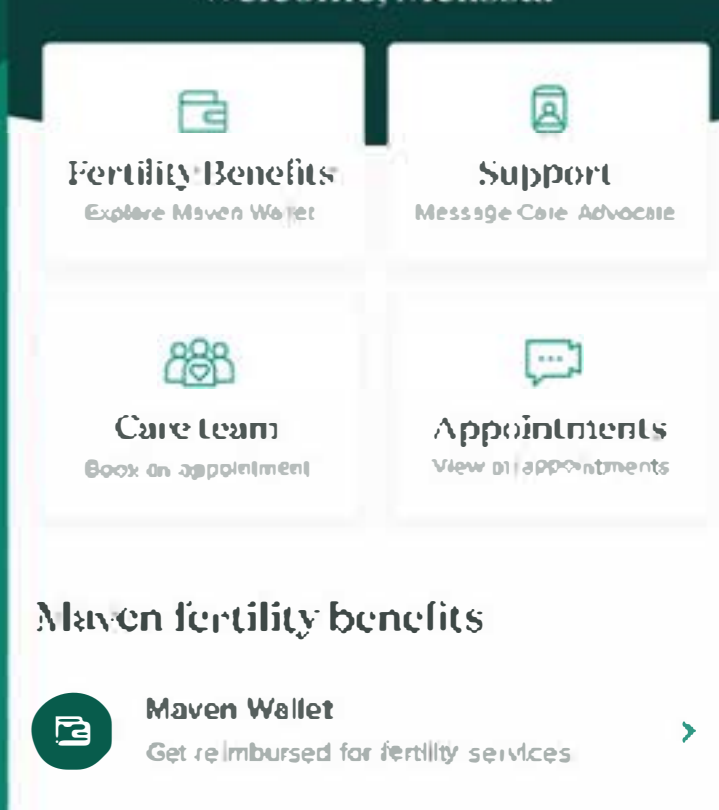 Fertility Benefits
Explore Maven Wallet
Support
Message Care Advocate
Care team
Book an appointment
Appointments
View my appointments
Maven fertility benefits
Maven Wallet
Get reimbursed for fertility services